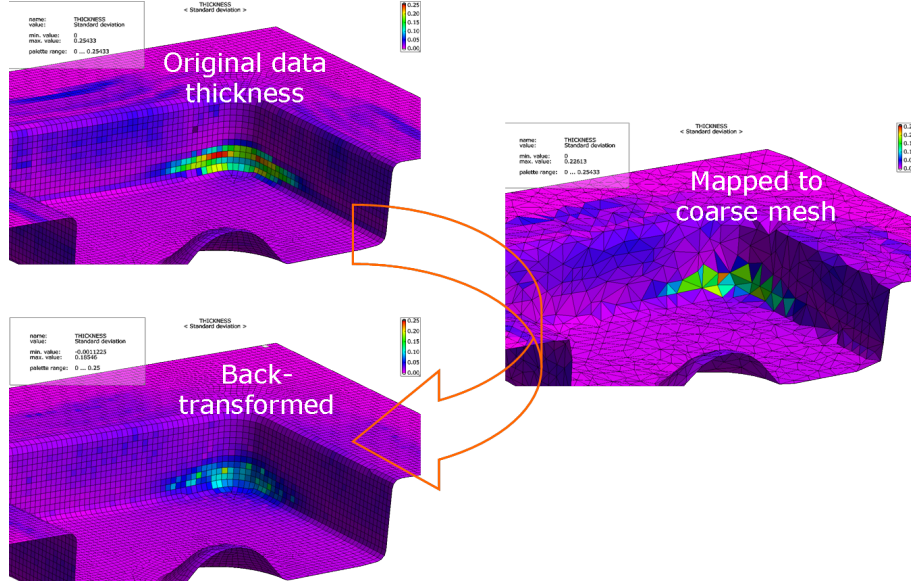 THICKNESS
< Standard deviation >
name: THICKNESS
value: Standard deviation
min. value: 0
max. value: 0.25433
palette range: 0 ... 0.25433
0.25
0.20
0.15
0.10
0.05
0.00
Original data
thickness
THICKNESS
< Standard deviation >
name: THICKNESS
value: Standard deviation
min. value: 0
max. value: 0.22613
palette range: 0 ... 0.25433
Mapped to
coarse mesh
THICKNESS
< Standard deviation >
name: THICKNESS
value: Standard deviation
min. value: -0.0011223
max. value: 0.16546
palette range: 0 ... 0.25
0.25
0.20
0.15
0.10
0.05
0.00
Back-
transformed